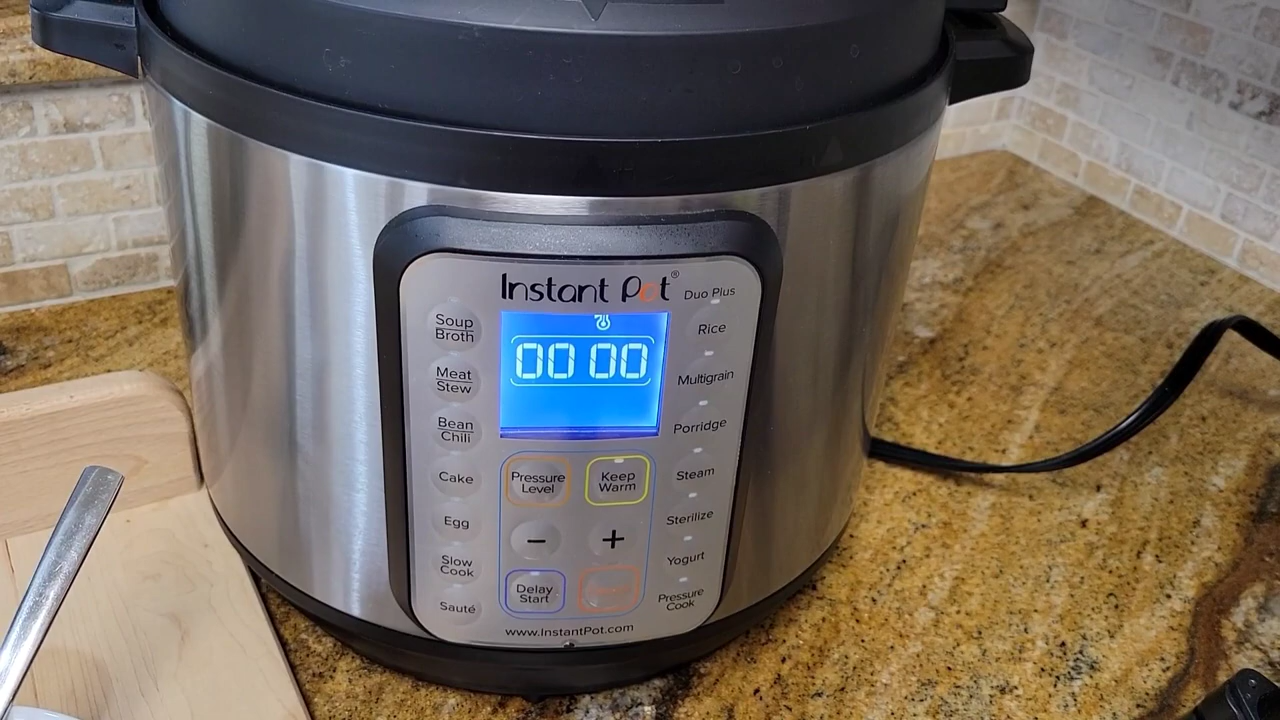 Instant Pot®
Duo Plus
00 00
Soup
Broth
Meat
Stew
Bean
Chili
Cake
Egg
Slow
Cook
Sauté
Pressure
Level
Keep
Warm
-
+
Delay
Start
Rice
Multigrain
Porridge
Steam
Sterilize
Yogurt
Pressure
Cook
www.InstantPot.com